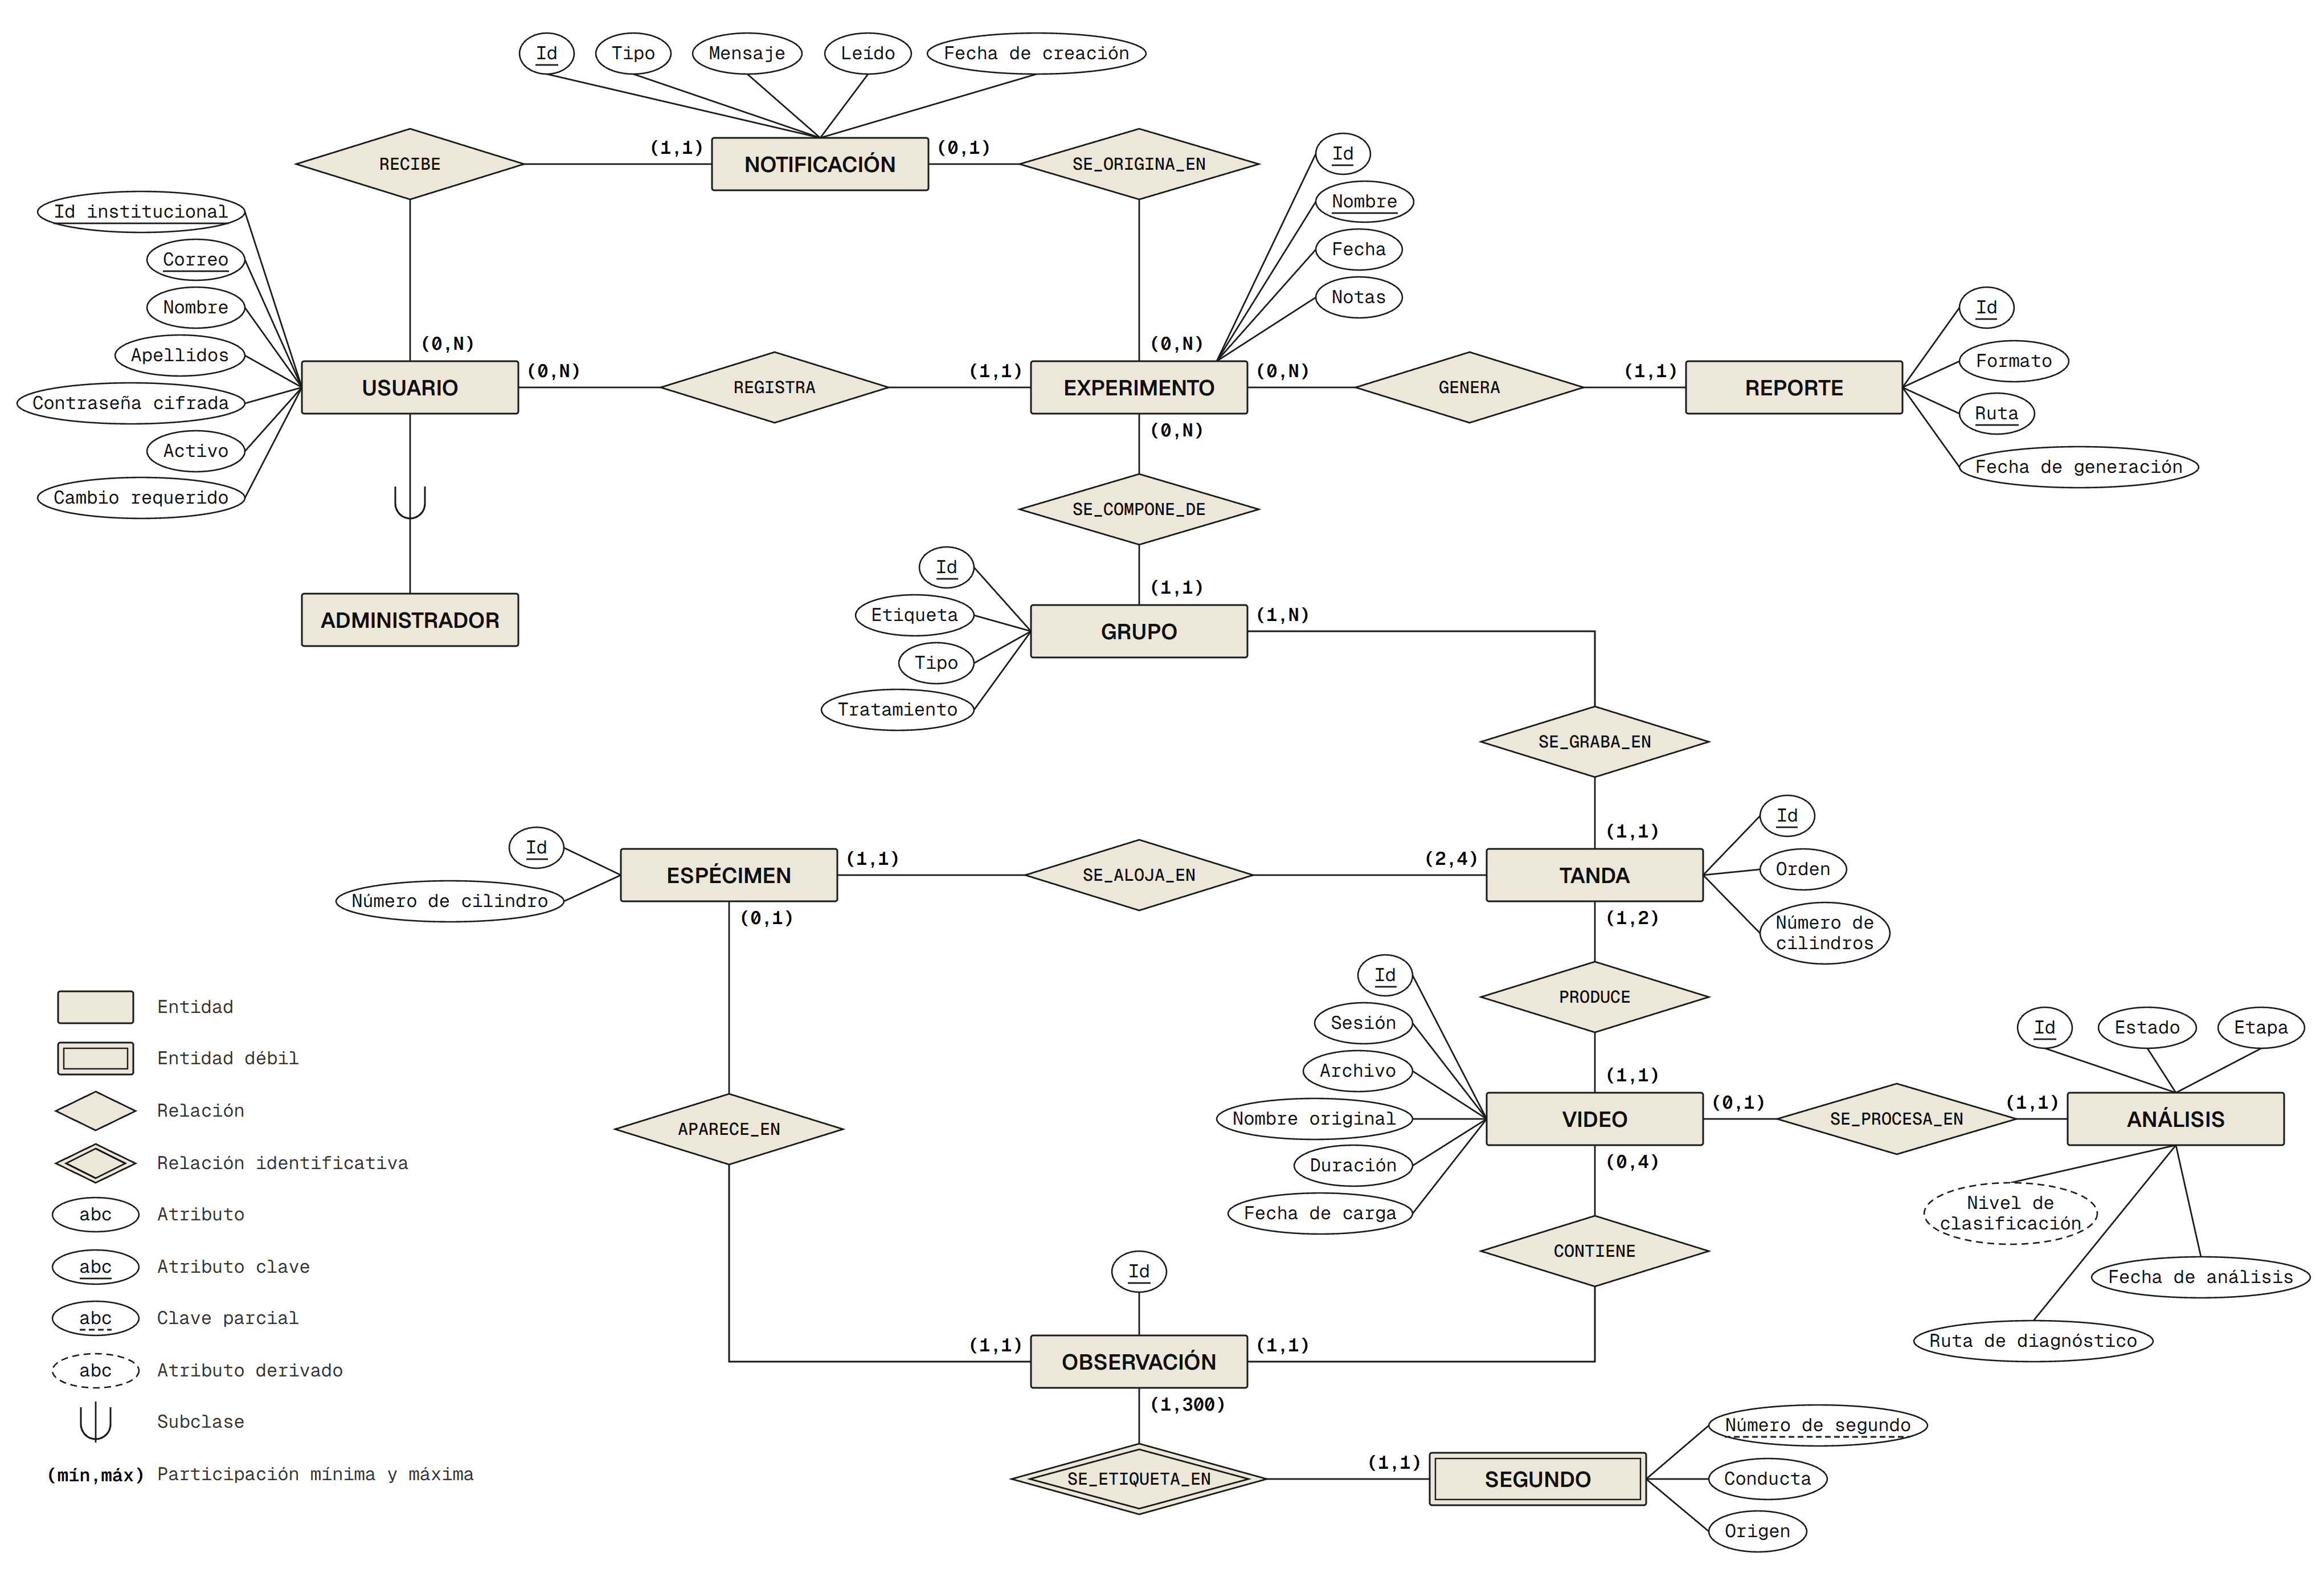 Id
Tipo
Mensaje
Leído
Fecha de creación
RECIBE
(1,1)
NOTIFICACIÓN
(0,1)
SE_ORIGINA_EN
Id
Nombre
Fecha
Notas
Id institucional
Correo
Nombre
Apellidos
Contraseña cifrada
Activo
Cambio requerido
(0,N)
USUARIO
(0,N)
REGISTRA
(1,1)
(0,N)
EXPERIMENTO
(0,N)
(0,N)
GENERA
(1,1)
REPORTE
Id
Formato
Ruta
Fecha de generación
SE_COMPONE_DE
ADMINISTRADOR
Id
Etiqueta
Tipo
Tratamiento
(1,1)
GRUPO
(1,N)
SE_GRABA_EN
(1,1)
Id
Número de cilindro
ESPÉCIMEN
(1,1)
(0,1)
SE_ALOJA_EN
(2,4)
TANDA
(1,2)
Id
Orden
Número de
cilindros
PRODUCE
Id
Sesión
Archivo
Nombre original
Duración
Fecha de carga
(1,1)
VIDEO
(0,1)
(0,4)
SE_PROCESA_EN
(1,1)
ANÁLISIS
Id
Estado
Etapa
Nivel de
clasificación
Fecha de análisis
Ruta de diagnóstico
APARECE_EN
CONTIENE
Id
(1,1)
OBSERVACIÓN
(1,1)
(1,300)
SE_ETIQUETA_EN
(1,1)
SEGUNDO
Número de segundo
Conducta
Origen
Entidad
Entidad débil
Relación
Relación identificativa
abc Atributo
abc Atributo clave
abc Clave parcial
abc Atributo derivado
Subclase
(mín,máx) Participación mínima y máxima